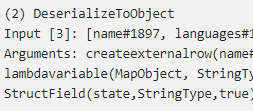 (2) DeserializeToObject
Input [3]: [name#1897, languages#1
Arguments: createexternalrow(name#
lambdavariable(MapObject, StringTy
StructField(state,StringType,true)